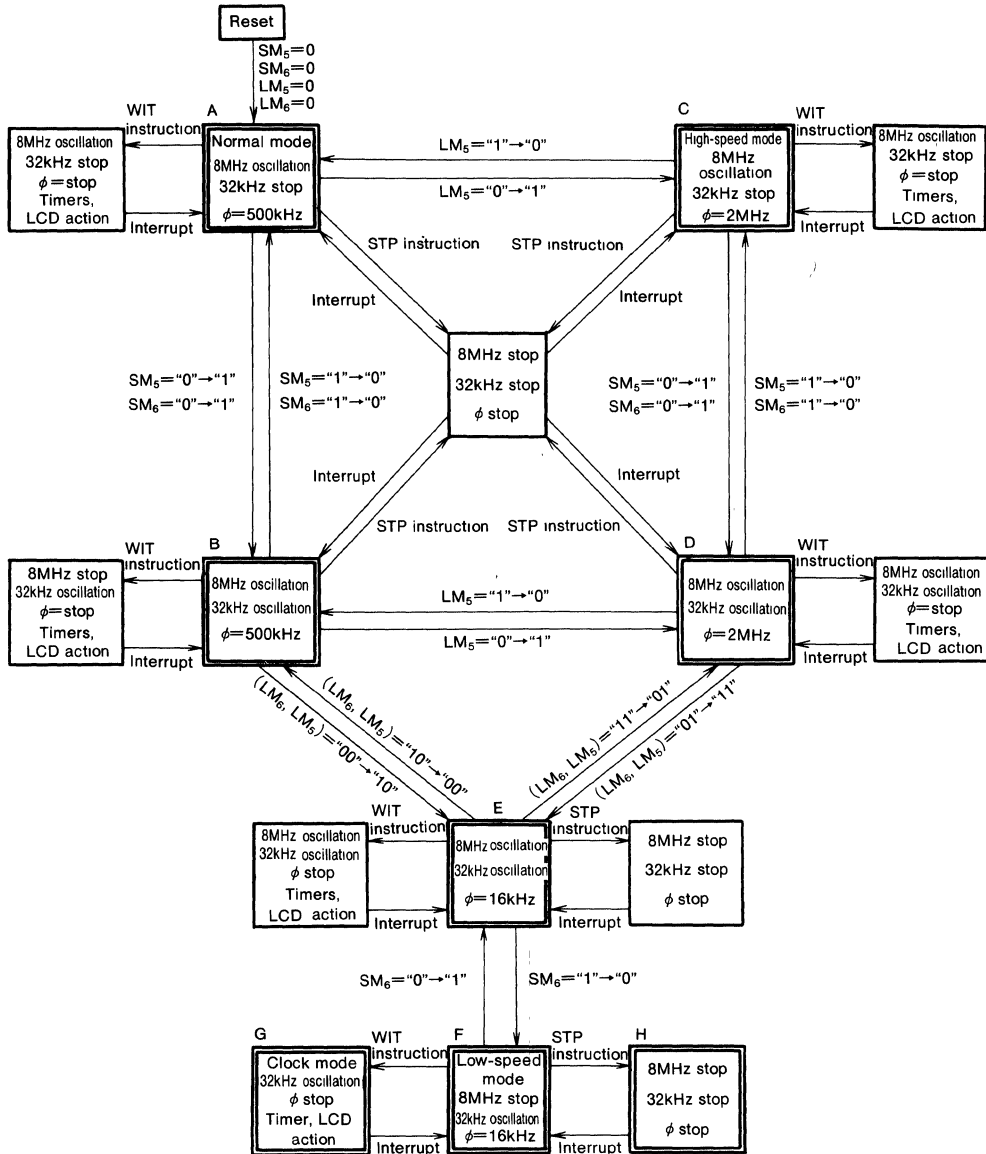 Reset
SM5=0
SM6=0
LM5=0
LM6=0
A
WIT instruction
8MHz oscillation
32kHz stop
φ=stop
Timers,
LCD action
Interrupt
Normal mode
8MHz oscillation
32kHz stop
φ=500kHz
LM5="1"→"0"
LM5="0"→"1"
C
High-speed mode
8MHz
oscillation
32kHz stop
φ=2MHz
WIT
instruction
Interrupt
8MHz oscillation
32kHz stop
φ=stop
Timers,
LCD action
STP instruction
STP instruction
Interrupt
Interrupt
8MHz stop
32kHz stop
φ stop
SM5="0"→"1"
SM6="0"→"1"
SM5="1"→"0"
SM6="1"→"0"
SM5="0"→"1"
SM6="0"→"1"
SM5="1"→"0"
SM6="1"→"0"
Interrupt
Interrupt
STP instruction
STP instruction
B
WIT
instruction
8MHz stop
32kHz oscillation
φ=stop
Timers,
LCD action
Interrupt
8MHz oscillation
32kHz oscillation
φ=500kHz
LM5="1"→"0"
LM5="0"→"1"
D
8MHz oscillation
32kHz oscillation
φ=2MHz
WIT
instruction
Interrupt
8MHz oscillation
32kHz oscillation
φ=stop
Timers,
LCD action
(LM6, LM5)="00"→"10"
(LM6, LM5)="10"→"00"
(LM6, LM5)="11"→"01"
(LM6, LM5)="01"→"11"
E
WIT
instruction
8MHz oscillation
32kHz oscillation
φ stop
Timers,
LCD action
Interrupt
8MHz oscillation
32kHz oscillation
φ=16kHz
STP
instruction
Interrupt
8MHz stop
32kHz stop
φ stop
SM6="0"→"1"
SM6="1"→"0"
G
WIT
instruction
Clock mode
32kHz oscillation
φ stop
Timer, LCD
action
Interrupt
F
Low-speed
mode
8MHz stop
32kHz oscillation
φ=16kHz
STP
instruction
Interrupt
H
8MHz stop
32kHz stop
φ stop